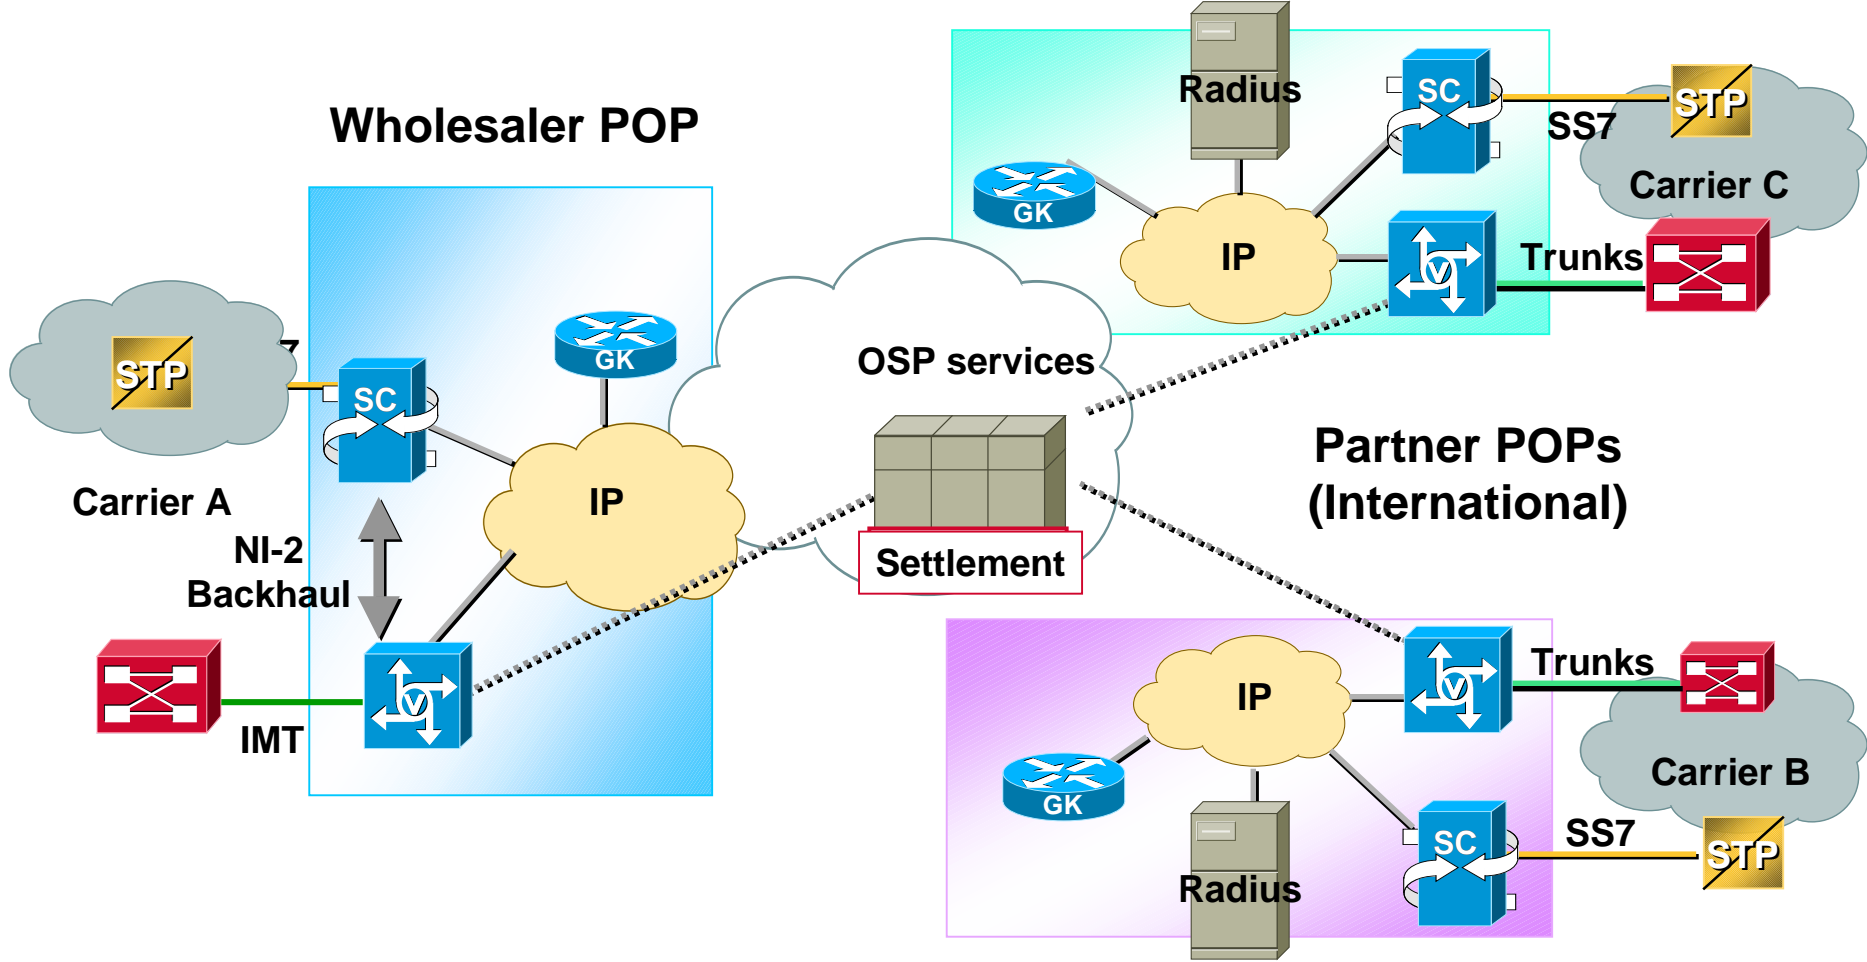 Wholesaler POP
STP
7
SC
GK
IP
Carrier A
NI-2
Backhaul
V
IMT
OSP services
Settlement
Radius
SC
STP
SS7
GK
Carrier C
IP
V
Trunks
Partner POPs
(International)
IP
V
Trunks
Carrier B
GK
Radius
SC
SS7
STP